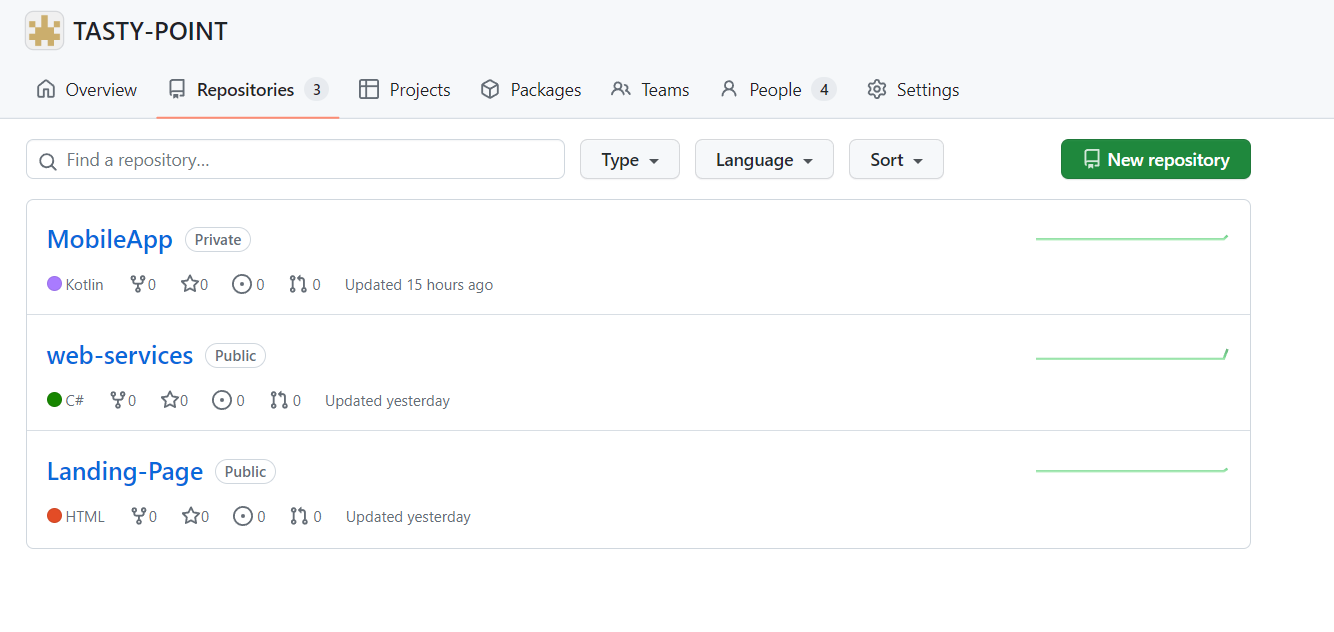 TASTY-POINT
Overview Repositories 3 Projects Packages Teams People 4 Settings
Find a repository... Type Language Sort New repository
MobileApp Private
Kotlin 0 0 0 0 Updated 15 hours ago
web-services Public
C# 0 0 0 0 Updated yesterday
Landing-Page Public
HTML 0 0 0 0 Updated yesterday